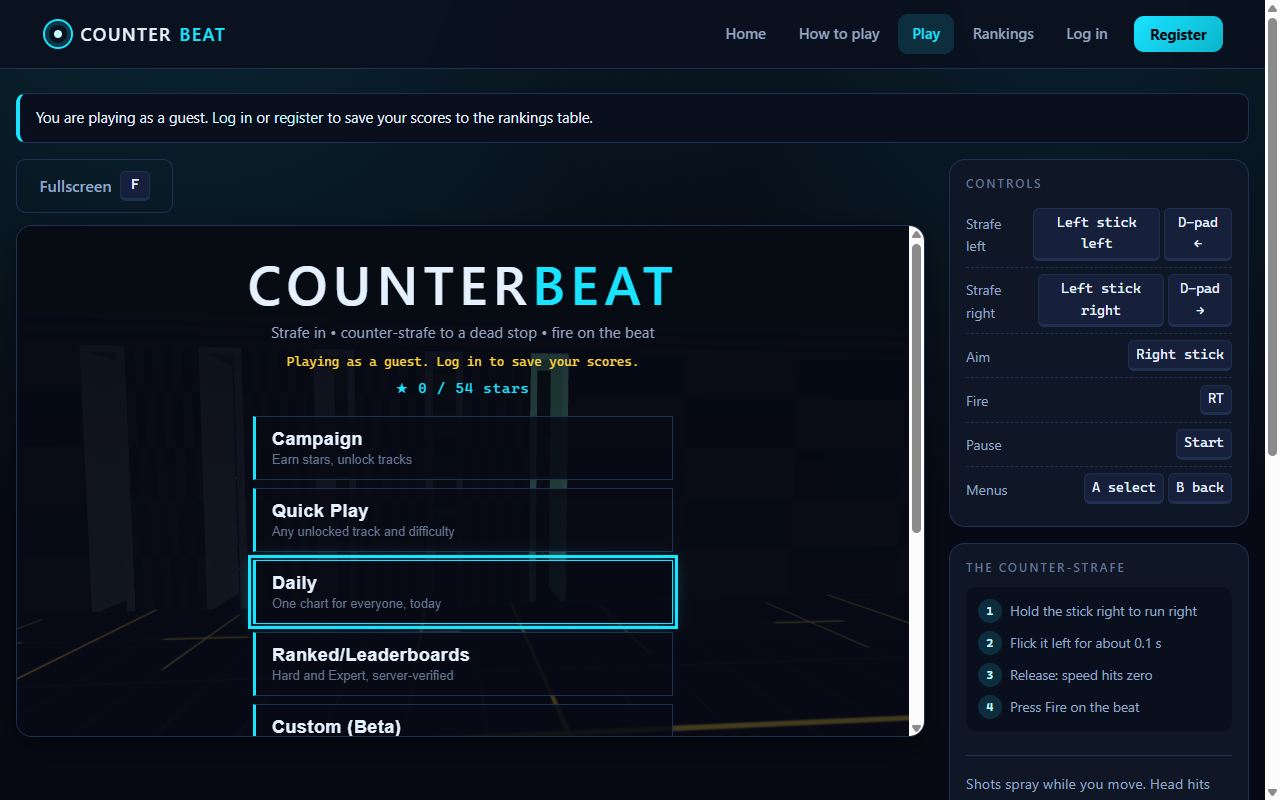 COUNTER BEAT
Home How to play Play Rankings Log in Register
You are playing as a guest. Log in or register to save your scores to the rankings table.
Fullscreen F
COUNTERBEAT
Strafe in • counter-strafe to a dead stop • fire on the beat
Playing as a guest. Log in to save your scores.
★ 0 / 54 stars
Campaign
Earn stars, unlock tracks
Quick Play
Any unlocked track and difficulty
Daily
One chart for everyone, today
Ranked/Leaderboards
Hard and Expert, server-verified
Custom (Beta)
CONTROLS
Strafe left Left stick left D-pad ←
Strafe right Left stick right D-pad →
Aim Right stick
Fire RT
Pause Start
Menus A select B back
THE COUNTER-STRAFE
1 Hold the stick right to run right
2 Flick it left for about 0.1 s
3 Release: speed hits zero
4 Press Fire on the beat
Shots spray while you move. Head hits